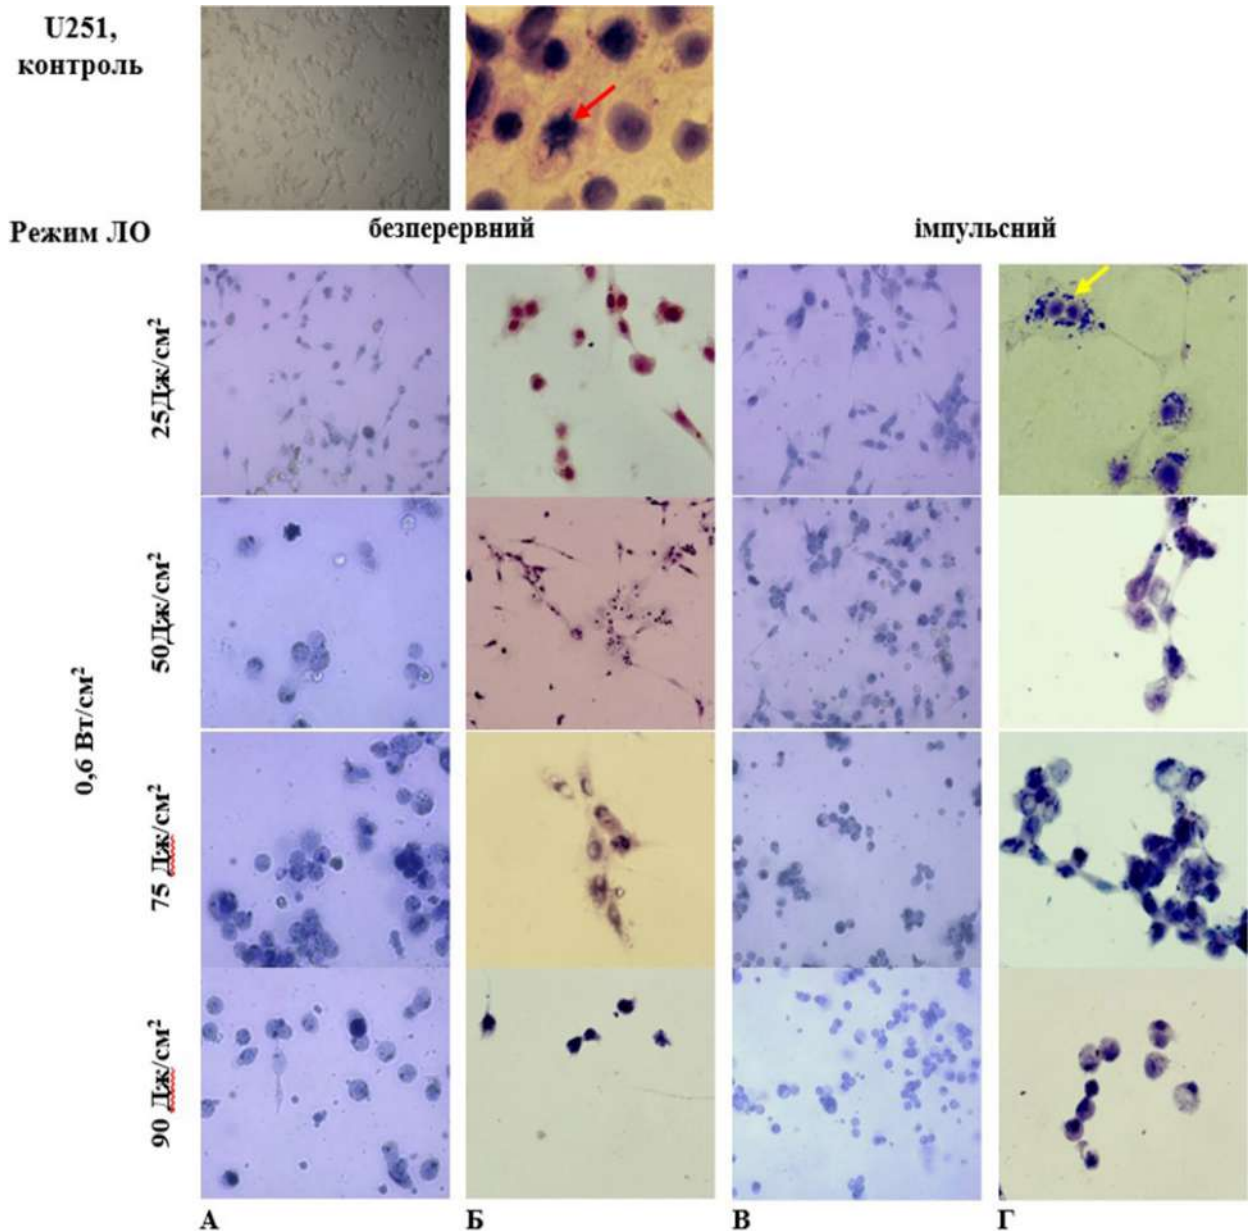 U251,
контроль
Режим ЛО
безперервний
імпульсний
0,6 Вт/см²
25Дж/см²
50Дж/см²
75 Дж/см²
90 Дж/см²
А
Б
В
Г